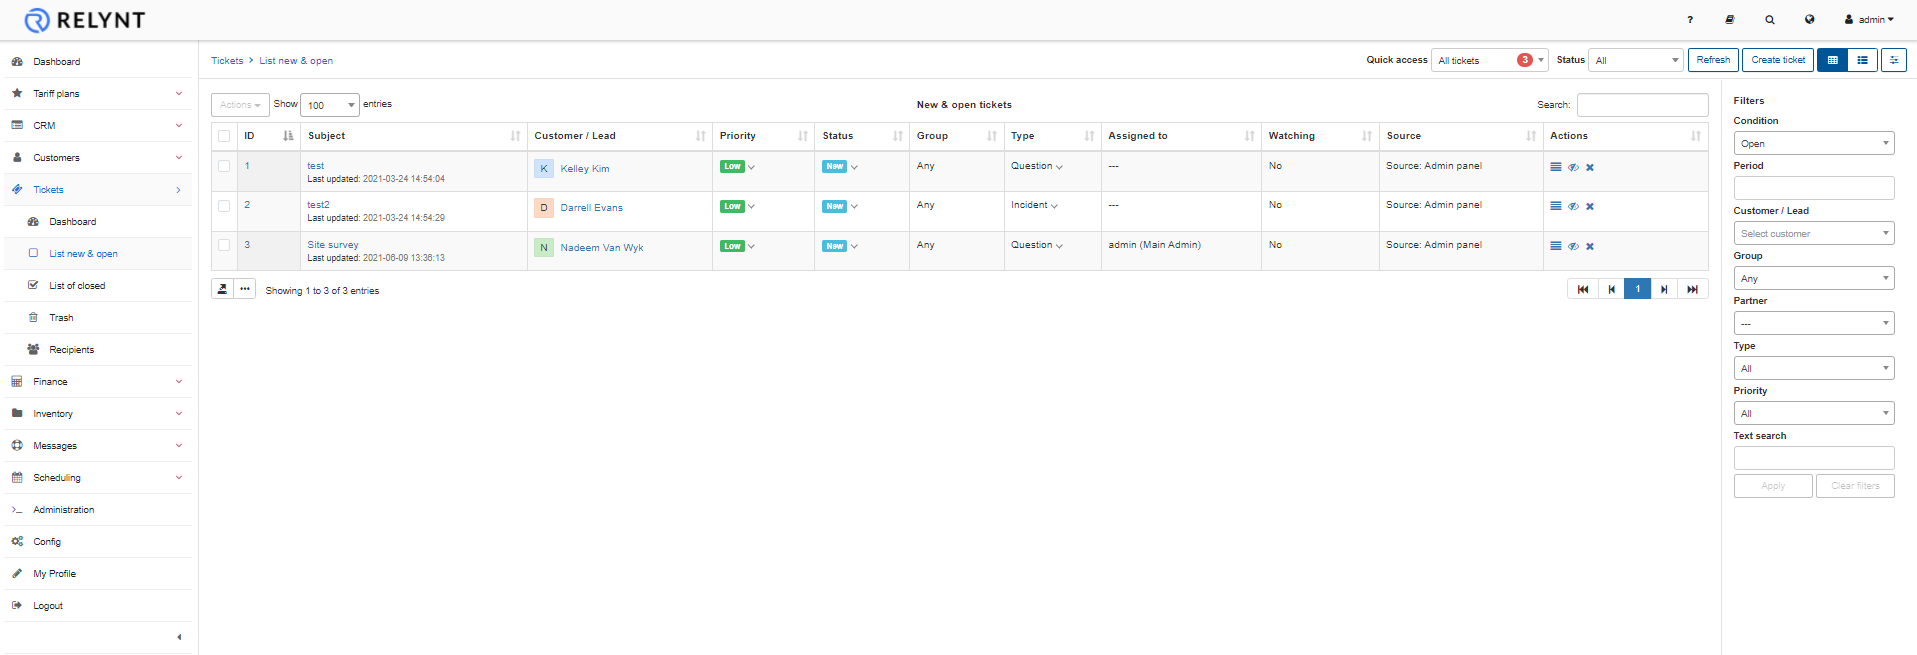 RELYNT
? admin
Dashboard
Tariff plans
CRM
Customers
Tickets
Dashboard
List new & open
List of closed
Trash
Recipients
Finance
Inventory
Messages
Scheduling
Administration
Config
My Profile
Logout
Tickets > List new & open
Quick access All tickets 3 Status All Refresh Create ticket
Actions Show 100 entries New & open tickets Search:
ID Subject Customer / Lead Priority Status Group Type Assigned to Watching Source Actions
1 test K Kelley Kim Low New Any Question --- No Source: Admin panel
Last updated: 2021-03-24 14:54:04
2 test2 D Darrell Evans Low New Any Incident --- No Source: Admin panel
Last updated: 2021-03-24 14:54:29
3 Site survey N Nadeem Van Wyk Low New Any Question admin (Main Admin) No Source: Admin panel
Last updated: 2021-06-09 13:36:13
... Showing 1 to 3 of 3 entries 1
Filters
Condition
Open
Period
Customer / Lead
Select customer
Group
Any
Partner
---
Type
All
Priority
All
Text search
Apply Clear filters